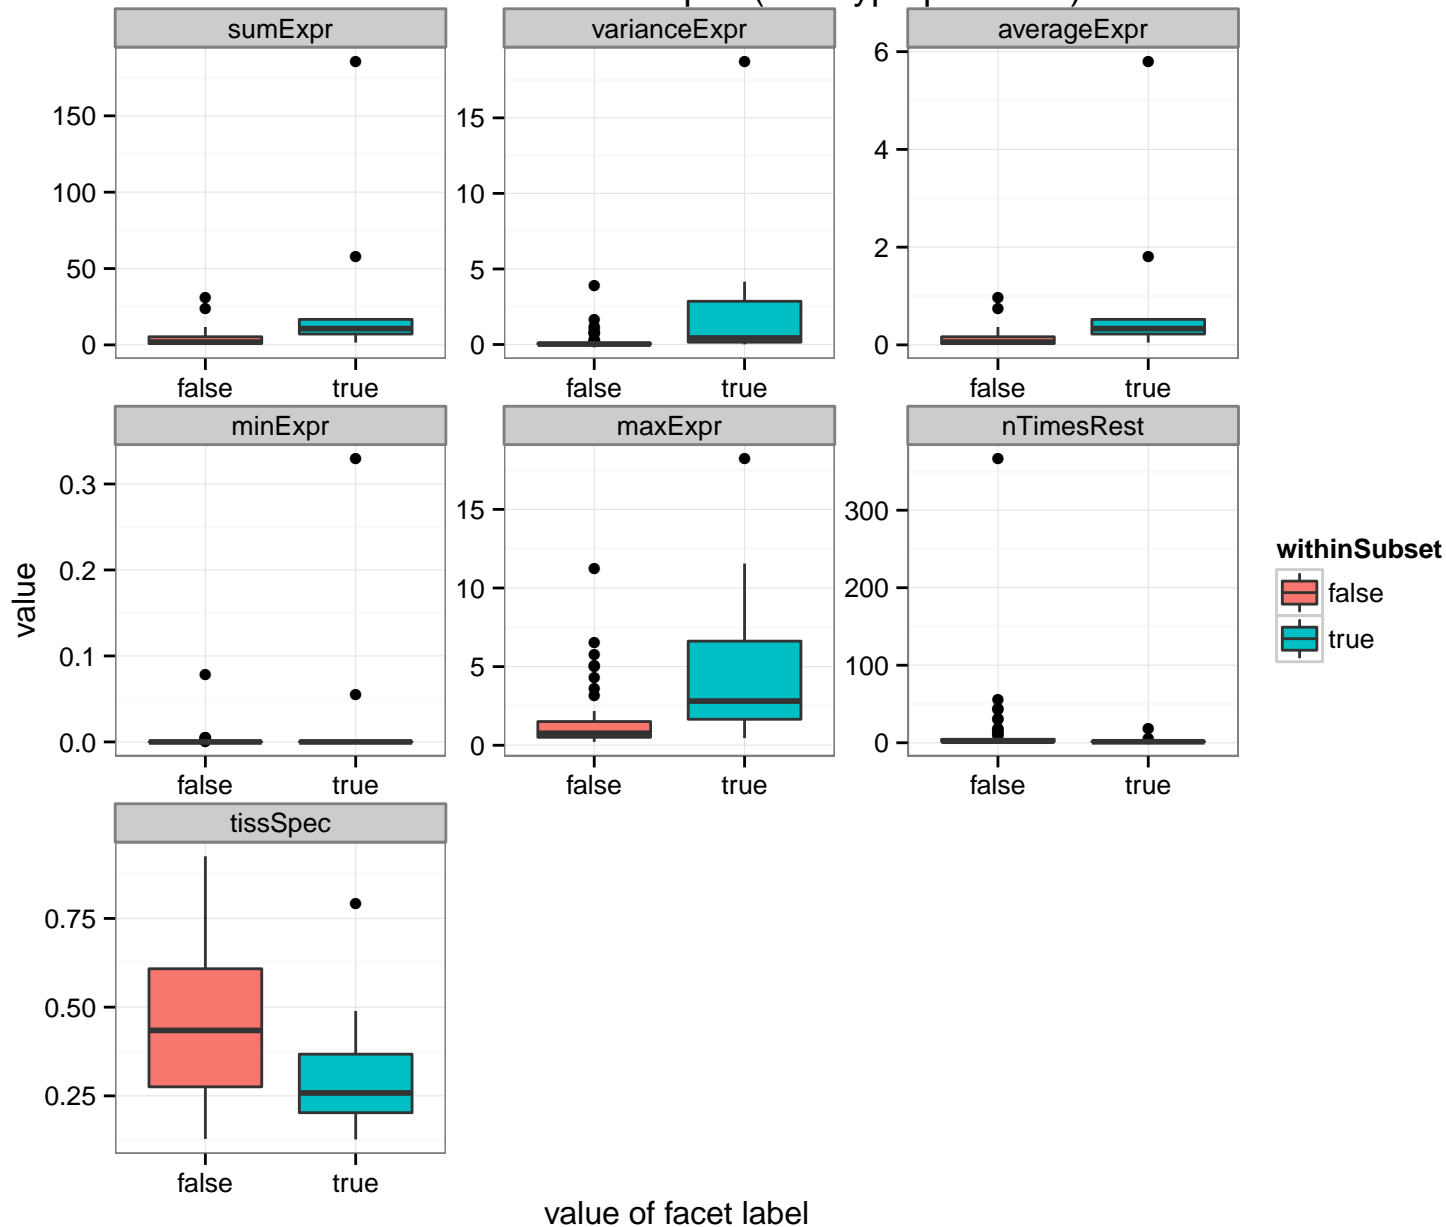 sumExpr varianceExpr averageExpr
150
100
50
0
false true
15
10
5
0
false true
6
4
2
0
false true
minExpr maxExpr nTimesRest
0.3
0.2
0.1
0.0
false true
15
10
5
0
false true
300
200
100
0
false true
tissSpec
0.75
0.50
0.25
false true
value
value of facet label
withinSubset
false
true